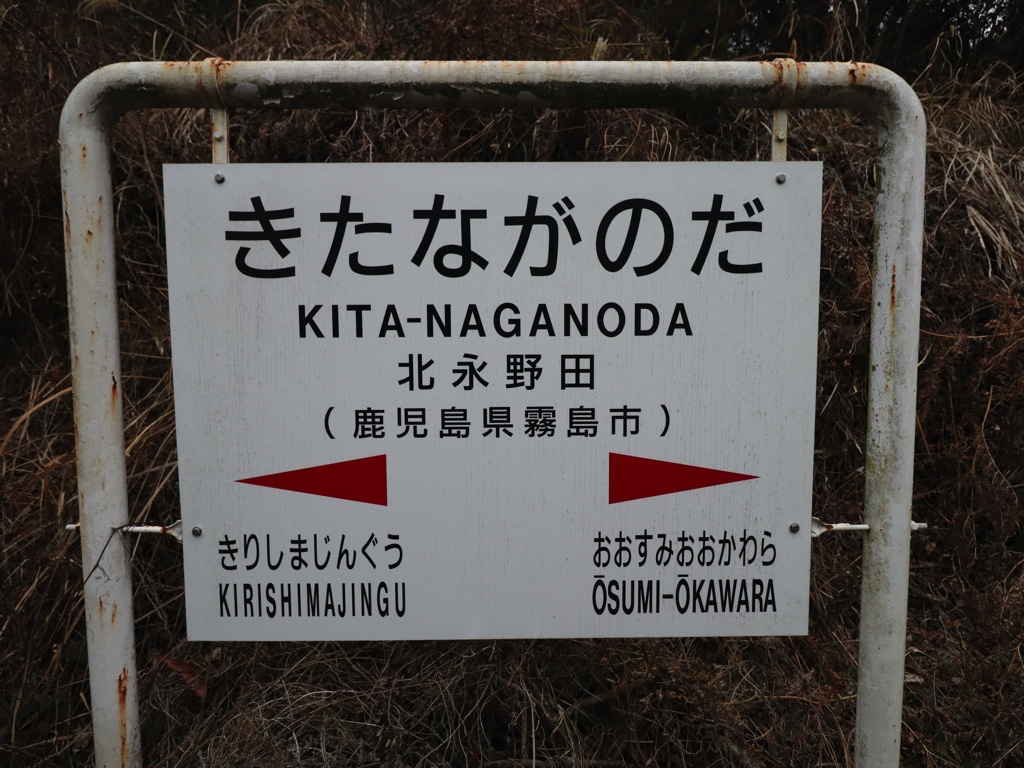 きたながのだ
KITA-NAGANODA
北永野田
(鹿児島県霧島市)
きりしまじんぐう
KIRISHIMAJINGU
おおすみおおかわら
ŌSUMI-ŌKAWARA